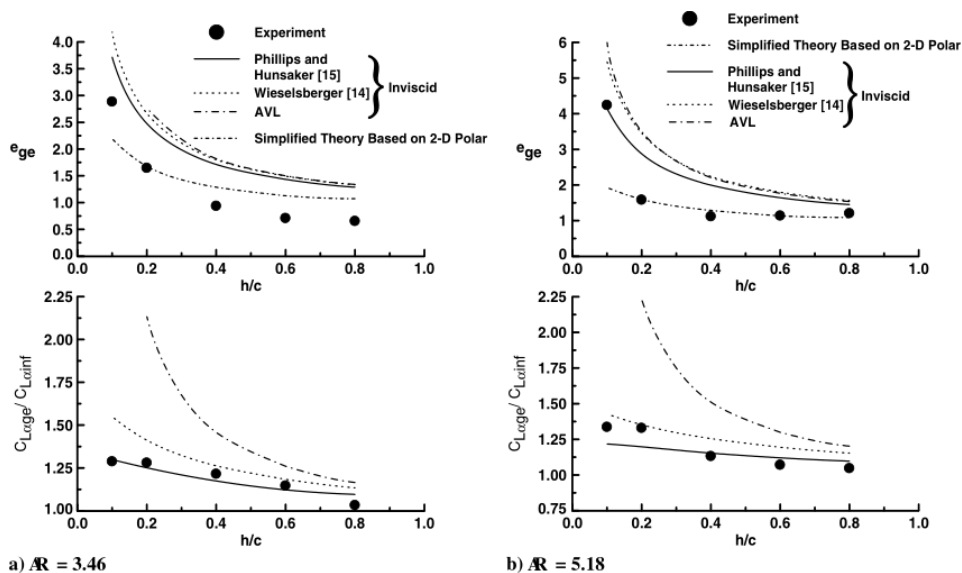 Experiment
Phillips and
Hunsaker [15]
Wieselsberger [14]
AVL
Inviscid
Simplified Theory Based on 2-D Polar
4.0
3.5
3.0
2.5
2.0
1.5
1.0
0.5
0.0
ege
0.0 0.2 0.4 0.6 0.8 1.0
h/c
2.25
2.00
1.75
1.50
1.25
1.00
CLαge/ CLαinf
0.0 0.2 0.4 0.6 0.8 1.0
h/c
a) AR = 3.46
Experiment
Simplified Theory Based on 2-D Polar
Phillips and
Hunsaker [15]
Wieselsberger [14]
AVL
Inviscid
6
5
4
3
2
1
0
ege
0.0 0.2 0.4 0.6 0.8 1.0
h/c
2.25
2.00
1.75
1.50
1.25
1.00
0.75
CLαge/ CLαinf
0.0 0.2 0.4 0.6 0.8 1.0
h/c
b) AR = 5.18